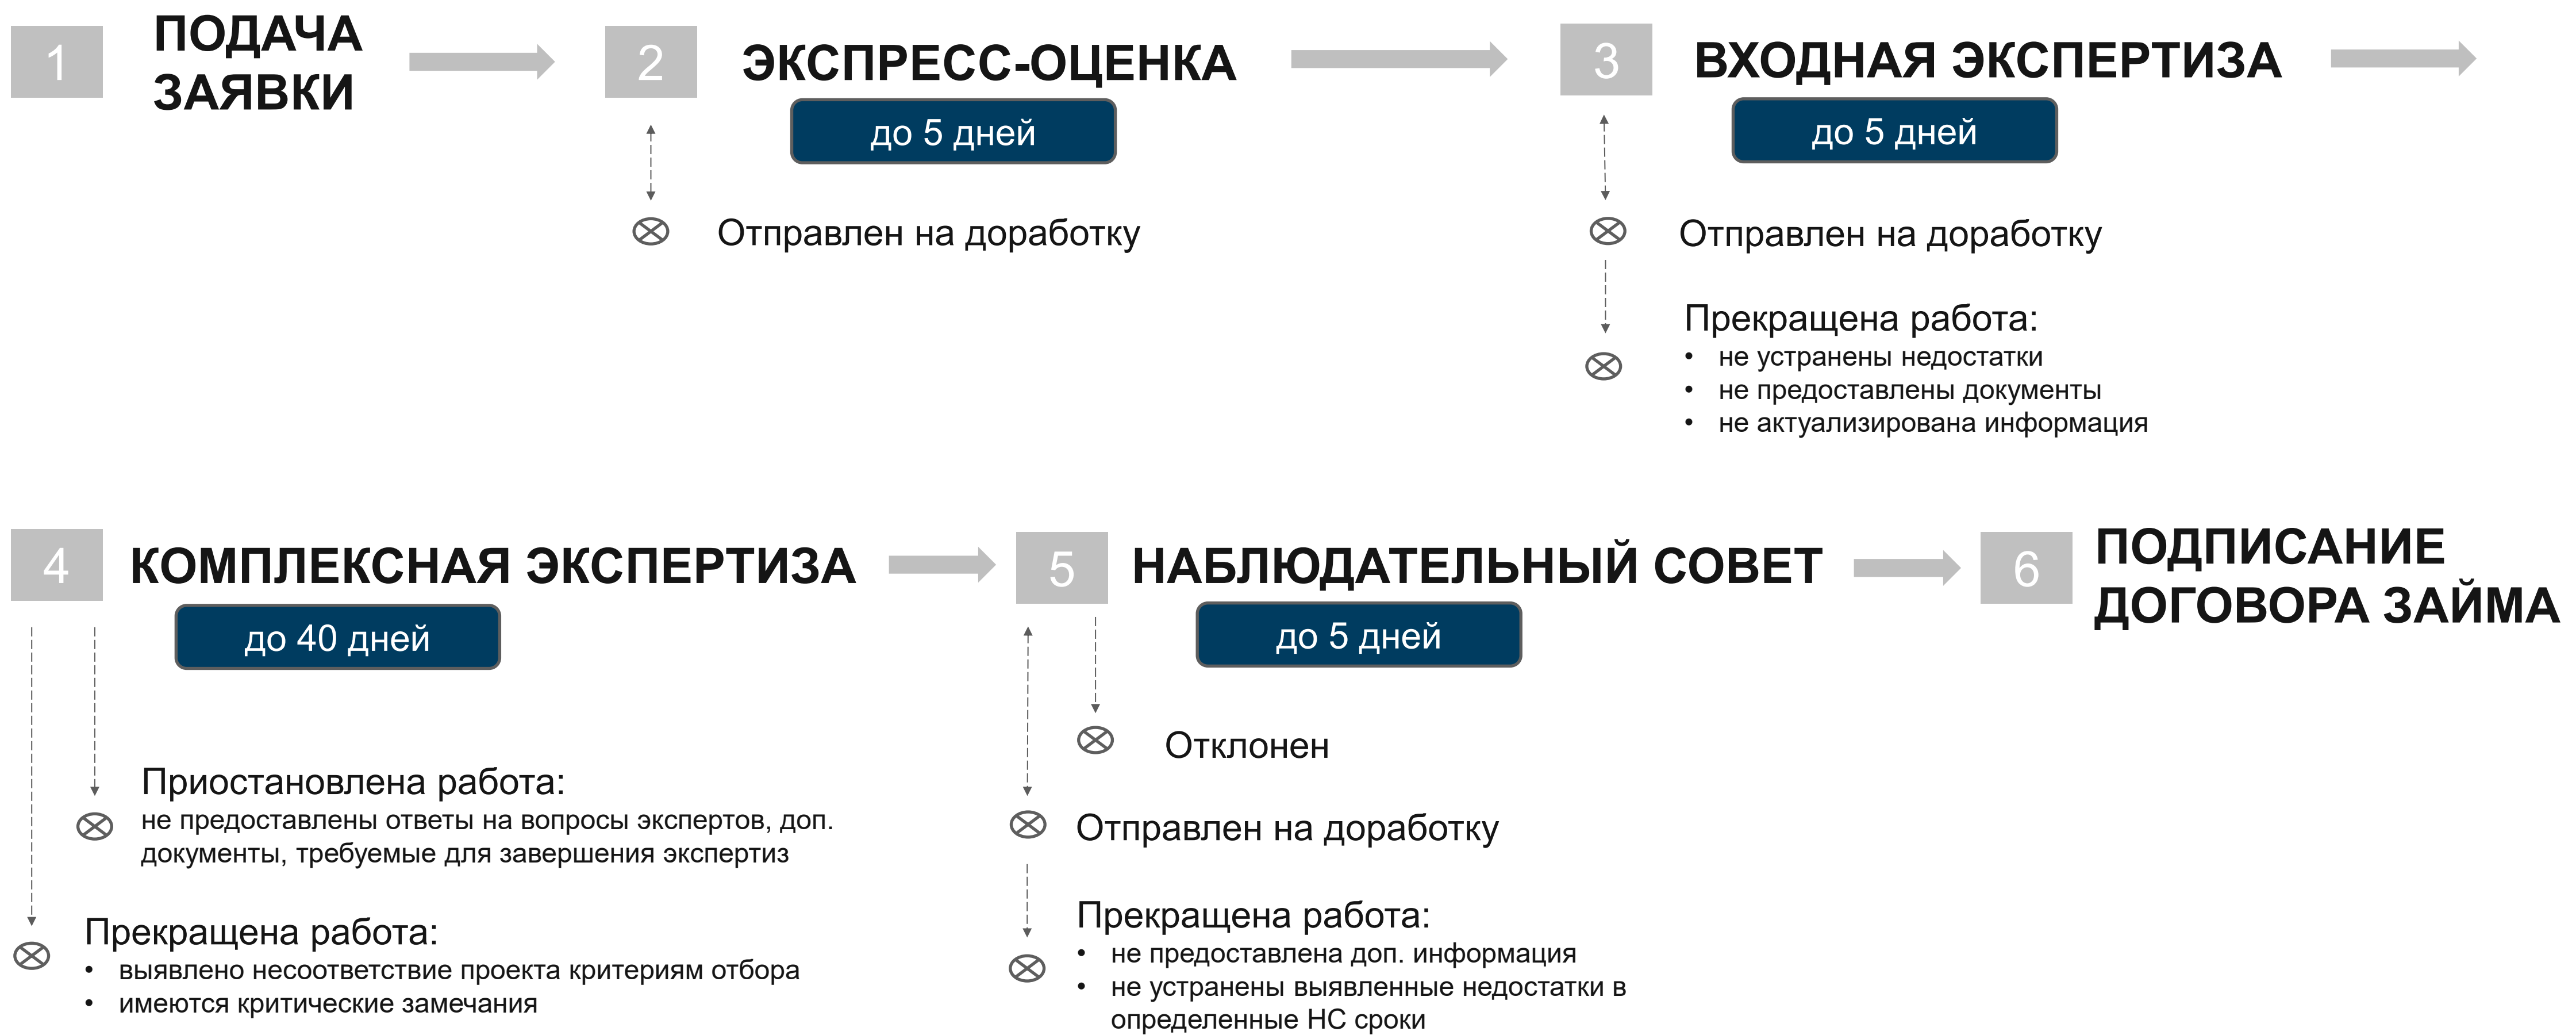 1
ПОДАЧА
ЗАЯВКИ
2
ЭКСПРЕСС-ОЦЕНКА
до 5 дней
Отправлен на доработку
3
ВХОДНАЯ ЭКСПЕРТИЗА
до 5 дней
Отправлен на доработку
Прекращена работа:
• не устранены недостатки
• не предоставлены документы
• не актуализирована информация
4
КОМПЛЕКСНАЯ ЭКСПЕРТИЗА
до 40 дней
Приостановлена работа:
не предоставлены ответы на вопросы экспертов, доп.
документы, требуемые для завершения экспертиз
Прекращена работа:
• выявлено несоответствие проекта критериям отбора
• имеются критические замечания
5
НАБЛЮДАТЕЛЬНЫЙ СОВЕТ
до 5 дней
Отклонен
Отправлен на доработку
Прекращена работа:
• не предоставлена доп. информация
• не устранены выявленные недостатки в
определенные НС сроки
6
ПОДПИСАНИЕ
ДОГОВОРА ЗАЙМА